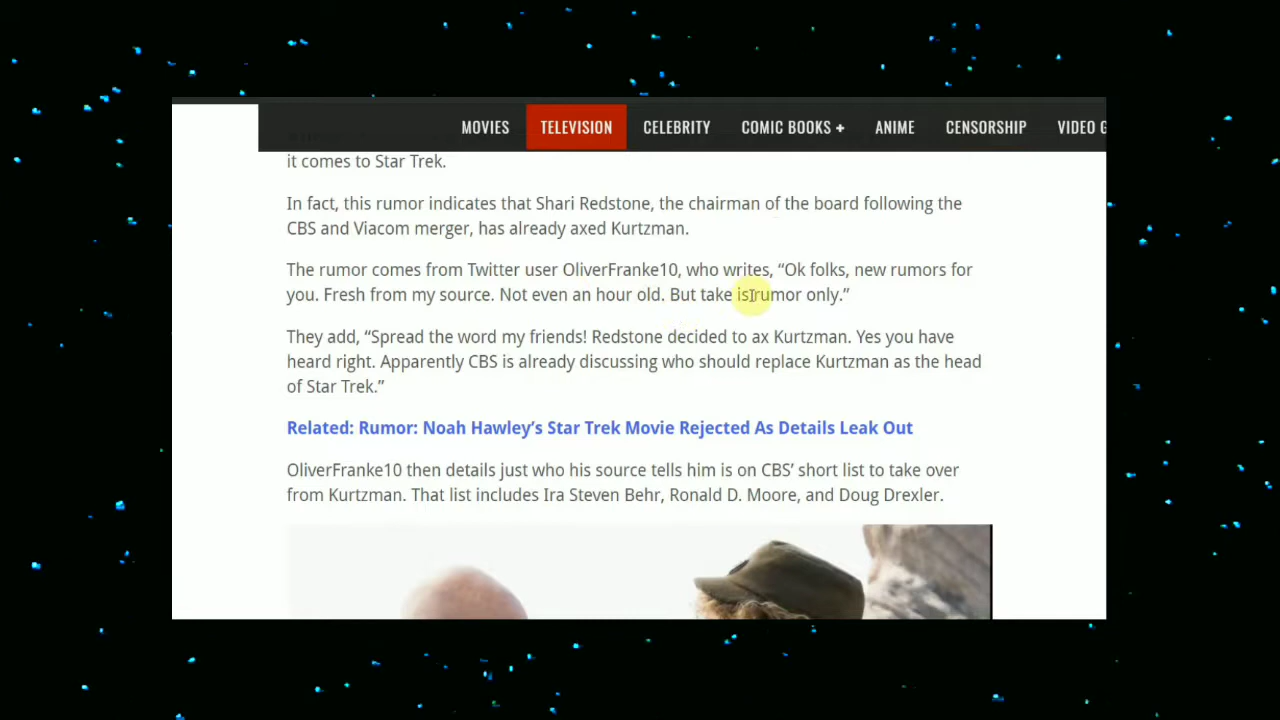 MOVIES TELEVISION CELEBRITY COMIC BOOKS + ANIME CENSORSHIP VIDEO G
it comes to Star Trek.
In fact, this rumor indicates that Shari Redstone, the chairman of the board following the
CBS and Viacom merger, has already axed Kurtzman.
The rumor comes from Twitter user OliverFranke10, who writes, “Ok folks, new rumors for
you. Fresh from my source. Not even an hour old. But take is rumor only.”
They add, “Spread the word my friends! Redstone decided to ax Kurtzman. Yes you have
heard right. Apparently CBS is already discussing who should replace Kurtzman as the head
of Star Trek.”
Related: Rumor: Noah Hawley’s Star Trek Movie Rejected As Details Leak Out
OliverFranke10 then details just who his source tells him is on CBS’ short list to take over
from Kurtzman. That list includes Ira Steven Behr, Ronald D. Moore, and Doug Drexler.